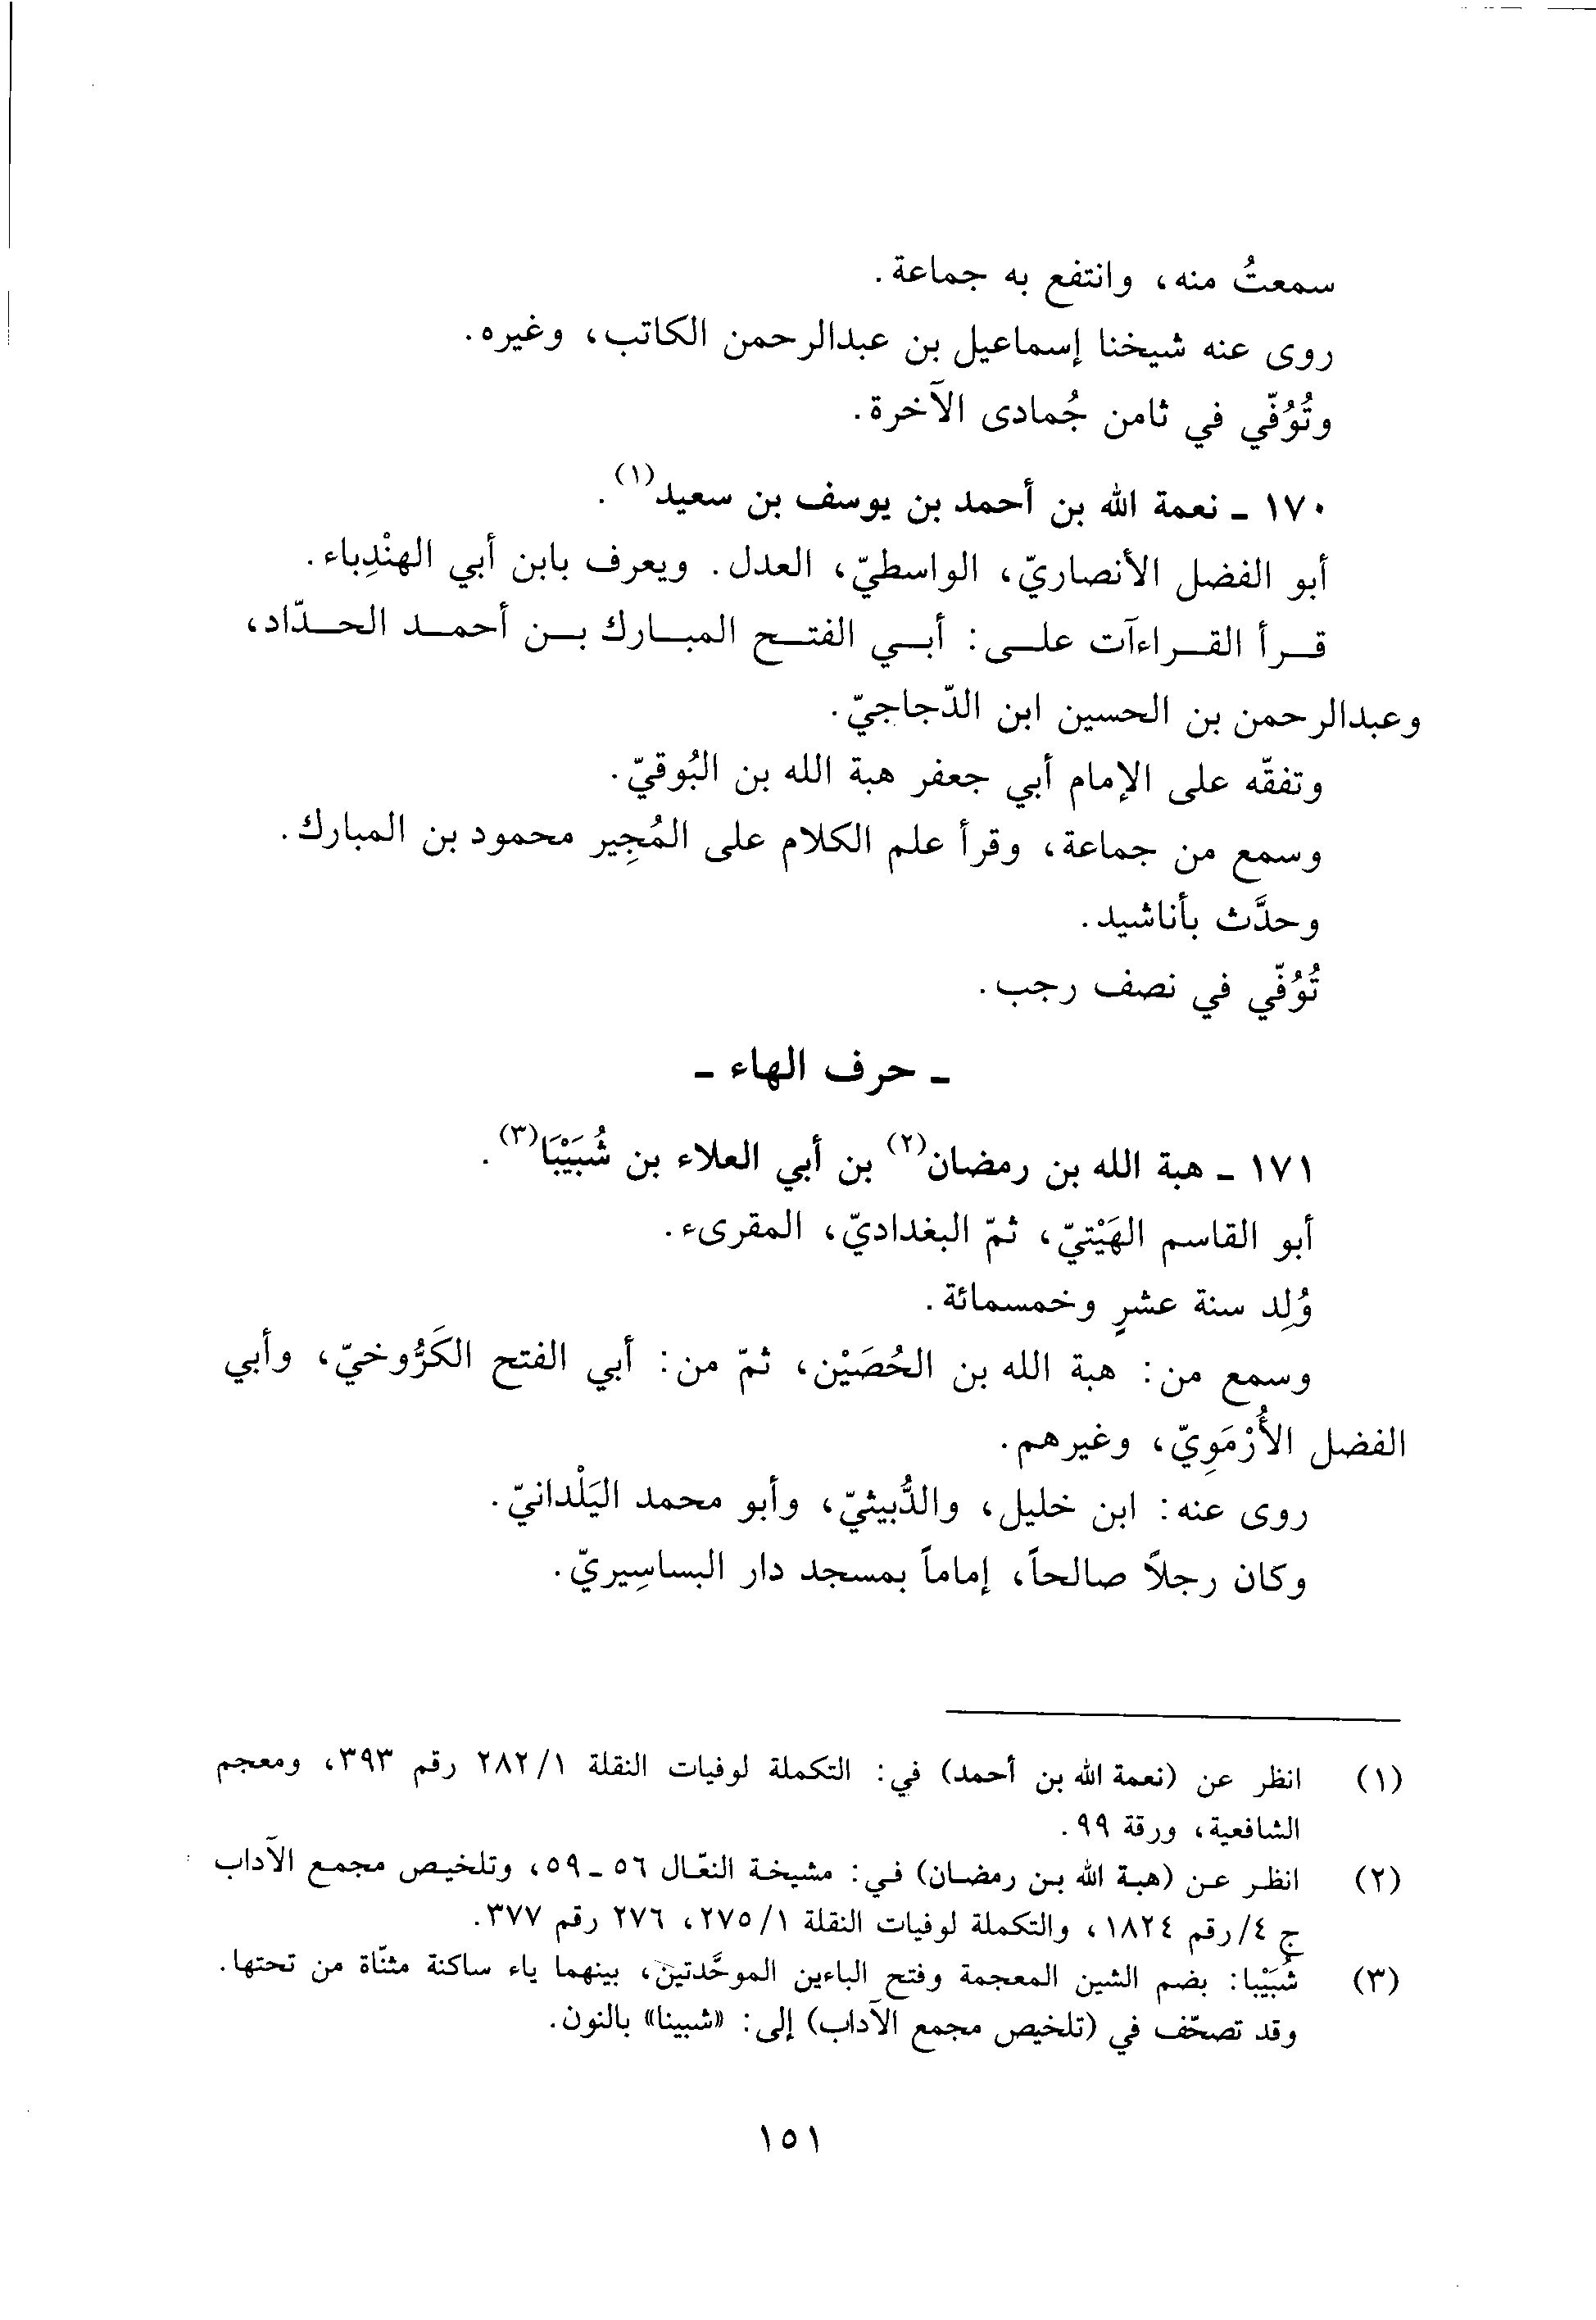 سمعتُ منه، وانتفع به جماعة.
روى عنه شيخنا إسماعيل بن عبدالرحمن الكاتب، وغيره.
وتُوُفّي في ثامن جُمادى الآخرة.
١٧٠ ـ نعمة الله بن أحمد بن يوسف بن سعيد(١).
أبو الفضل الأنصاريّ، الواسطيّ، العدل. ويعرف بابن أبي الهنْدِباء.
قرأ القراءآت على: أبي الفتح المبارك بن أحمد الحدّاد،
وعبدالرحمن بن الحسين ابن الدّجاجيّ.
وتفقّه على الإمام أبي جعفر هبة الله بن البُوقيّ.
وسمع من جماعة، وقرأ علم الكلام على المُجِير محمود بن المبارك.
وحدَّث بأناشيد.
تُوُفّي في نصف رجب.
ـ حرف الهاء ـ
١٧١ ـ هبة الله بن رمضان(٢) بن أبي العلاء بن شُبَيْبَا(٣).
أبو القاسم الهَيْتيّ، ثمّ البغداديّ، المقرىء.
وُلِد سنة عشرٍ وخمسمائة.
وسمع من: هبة الله بن الحُصَيْن، ثمّ من: أبي الفتح الكَرُّوخيّ، وأبي
الفضل الأُرْمَوِيّ، وغيرهم.
روى عنه: ابن خليل، والدُّبيثيّ، وأبو محمد اليَلْدانيّ.
وكان رجلاً صالحاً، إماماً بمسجد دار البساسِيريّ.
(١) انظر عن (نعمة الله بن أحمد) في: التكملة لوفيات النقلة ٢٨٢/١ رقم ٣٩٣، ومعجم
الشافعية، ورقة ٩٩.
(٢) انظر عن (هبة الله بن رمضان) في: مشيخة النعّال ٥٦ ـ ٥٩، وتلخيص مجمع الآداب
ج ٤/رقم ١٨٢٤، والتكملة لوفيات النقلة ٢٧٥/١، ٢٧٦ رقم ٣٧٧.
(٣) شُبَيْبا: بضم الشين المعجمة وفتح الباءين الموحَّدتين، بينهما ياء ساكنة مثنّاة من تحتها.
وقد تصحّف في (تلخيص مجمع الآداب) إلى: «شبينا» بالنون.
١٥١